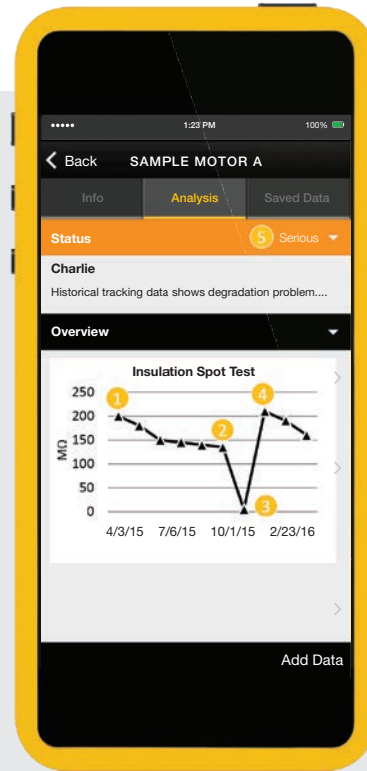 1:23 PM 100%
Back SAMPLE MOTOR A
Info Analysis Saved Data
Status 5 Serious
Charlie
Historical tracking data shows degradation problem....
Overview
Insulation Spot Test
250
200
150
100
50
0
MΩ
1
2
3
4
4/3/15 7/6/15 10/1/15 2/23/16
Add Data